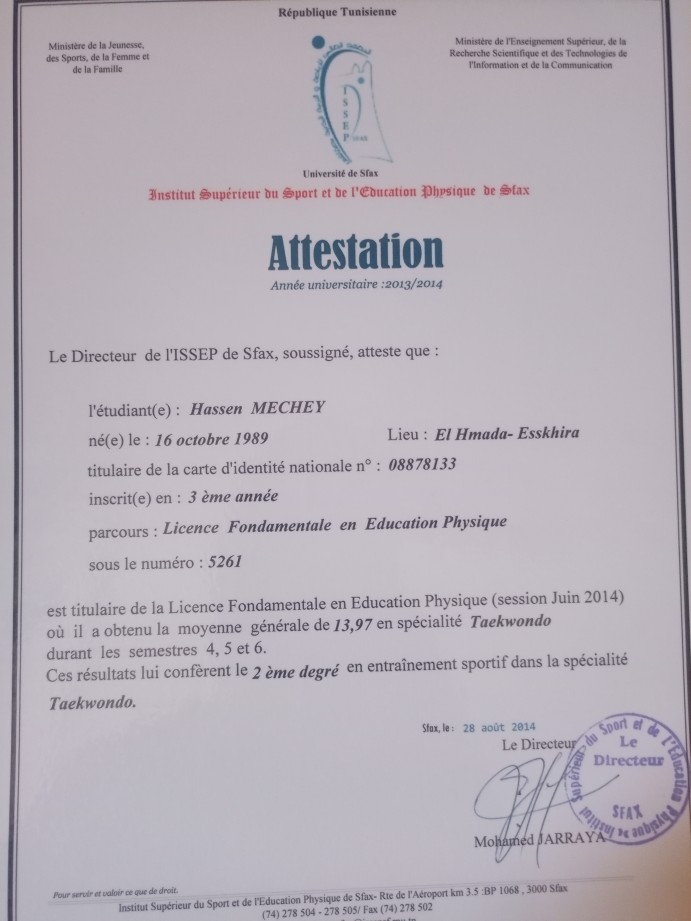 République Tunisienne
Ministère de la Jeunesse,
des Sports, de la Femme et
de la Famille
Ministère de l'Enseignement Supérieur, de la
Recherche Scientifique et des Technologies de
l'Information et de la Communication
ISSEP
SFAX
Université de Sfax
Institut Supérieur du Sport et de l'Education Physique de Sfax
Attestation
Année universitaire :2013/2014
Le Directeur de l'ISSEP de Sfax, soussigné, atteste que :
l'étudiant(e) : Hassen MECHEY
né(e) le : 16 octobre 1989 Lieu : El Hmada- Esskhira
titulaire de la carte d'identité nationale n° : 08878133
inscrit(e) en : 3 ème année
parcours : Licence Fondamentale en Education Physique
sous le numéro : 5261
est titulaire de la Licence Fondamentale en Education Physique (session Juin 2014)
où il a obtenu la moyenne générale de 13,97 en spécialité Taekwondo
durant les semestres 4, 5 et 6.
Ces résultats lui confèrent le 2 ème degré en entraînement sportif dans la spécialité
Taekwondo.
Sfax, le : 28 août 2014
Le Directeur
Institut Supérieur du Sport et de l'Education Physique
Le
Directeur
SFAX
Mohamed JARRAYA
Pour servir et valoir ce que de droit.
Institut Supérieur du Sport et de l'Education Physique de Sfax- Rte de l'Aéroport km 3.5 :BP 1068 , 3000 Sfax
(74) 278 504 - 278 505/ Fax (74) 278 502